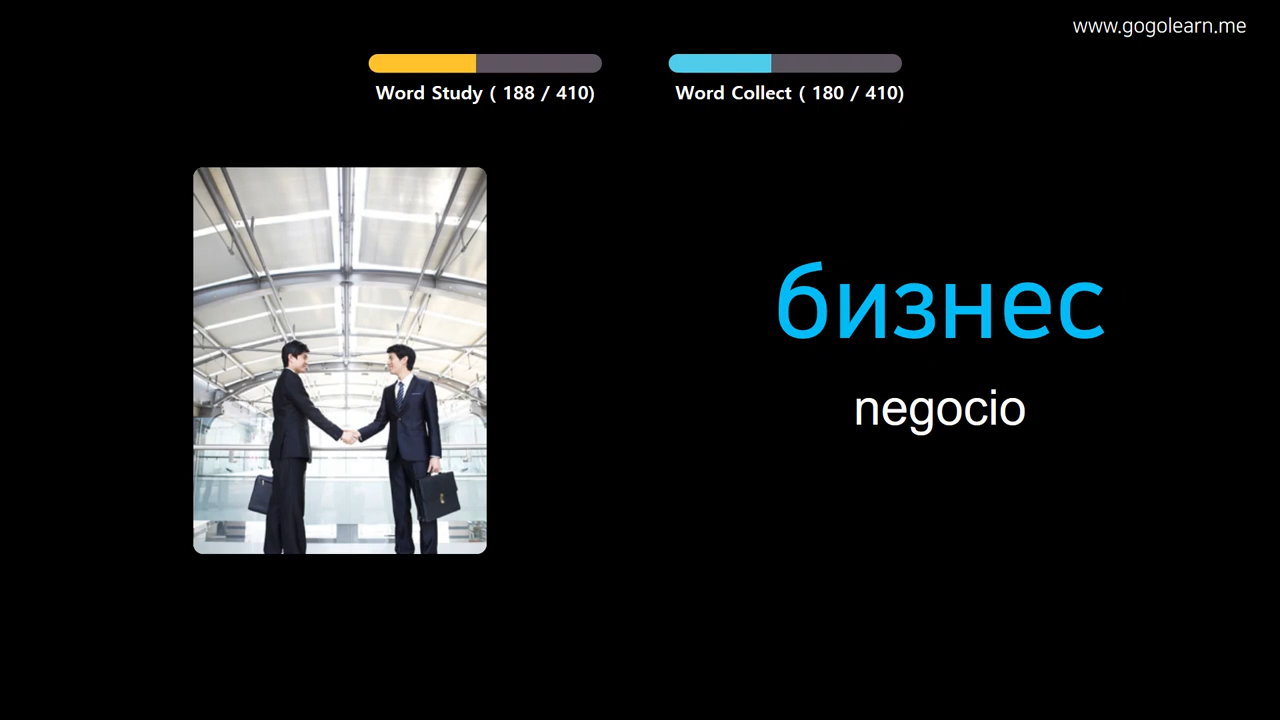 www.gogolearn.me
Word Study ( 188 / 410)
Word Collect ( 180 / 410)
бизнес
negocio